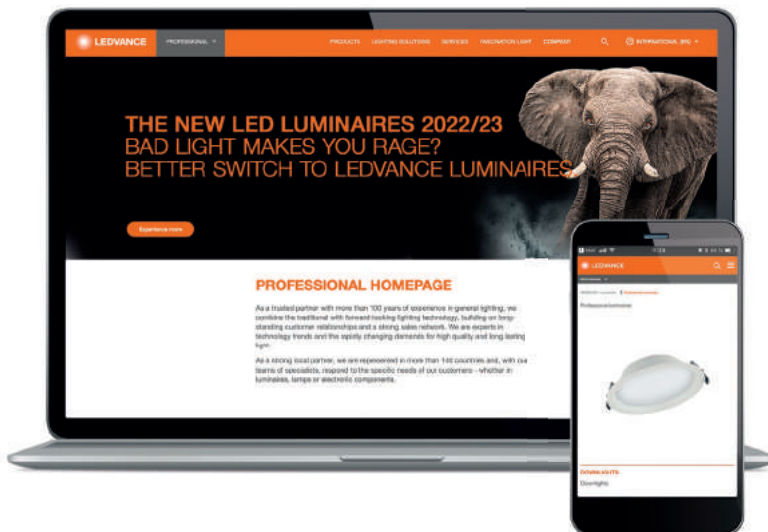 LEDVANCE
PROFESSIONAL
PRODUCTS LIGHTING SOLUTIONS SERVICES FASCINATION LIGHT COMPANY
INTERNATIONAL (EN)
THE NEW LED LUMINAIRES 2022/23
BAD LIGHT MAKES YOU RAGE?
BETTER SWITCH TO LEDVANCE LUMINAIRES
Experience more
PROFESSIONAL HOMEPAGE
As a trusted partner with more than 100 years of experience in general lighting, we
combine the traditional with forward-looking lighting technology, building on long-
standing customer relationships and a strong sales network. We are experts in
technology trends and the rapidly changing demands for high quality and long lasting
light.
As a strong local partner, we are represented in more than 140 countries and, with our
teams of specialists, respond to the specific needs of our customers - whether in
luminaires, lamps or electronic components.
LEDVANCE
Professional luminaires
DOWNLIGHTS
Downlights